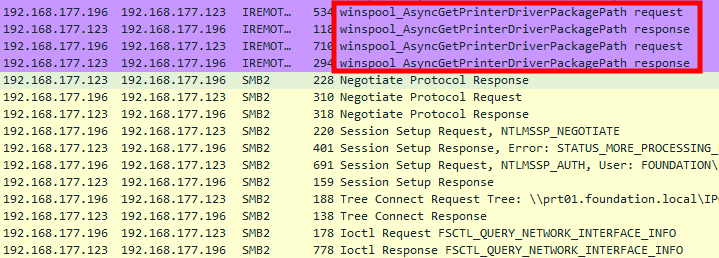 192.168.177.196 192.168.177.123 IREMOT… 534 winspool_AsyncGetPrinterDriverPackagePath request
192.168.177.123 192.168.177.196 IREMOT… 118 winspool_AsyncGetPrinterDriverPackagePath response
192.168.177.196 192.168.177.123 IREMOT… 710 winspool_AsyncGetPrinterDriverPackagePath request
192.168.177.123 192.168.177.196 IREMOT… 294 winspool_AsyncGetPrinterDriverPackagePath response
192.168.177.123 192.168.177.196 SMB2 228 Negotiate Protocol Response
192.168.177.196 192.168.177.123 SMB2 310 Negotiate Protocol Request
192.168.177.123 192.168.177.196 SMB2 318 Negotiate Protocol Response
192.168.177.196 192.168.177.123 SMB2 220 Session Setup Request, NTLMSSP_NEGOTIATE
192.168.177.123 192.168.177.196 SMB2 401 Session Setup Response, Error: STATUS_MORE_PROCESSING_
192.168.177.196 192.168.177.123 SMB2 691 Session Setup Request, NTLMSSP_AUTH, User: FOUNDATION\
192.168.177.123 192.168.177.196 SMB2 159 Session Setup Response
192.168.177.196 192.168.177.123 SMB2 188 Tree Connect Request Tree: \\prt01.foundation.local\IP
192.168.177.123 192.168.177.196 SMB2 138 Tree Connect Response
192.168.177.196 192.168.177.123 SMB2 178 Ioctl Request FSCTL_QUERY_NETWORK_INTERFACE_INFO
192.168.177.123 192.168.177.196 SMB2 778 Ioctl Response FSCTL_QUERY_NETWORK_INTERFACE_INFO